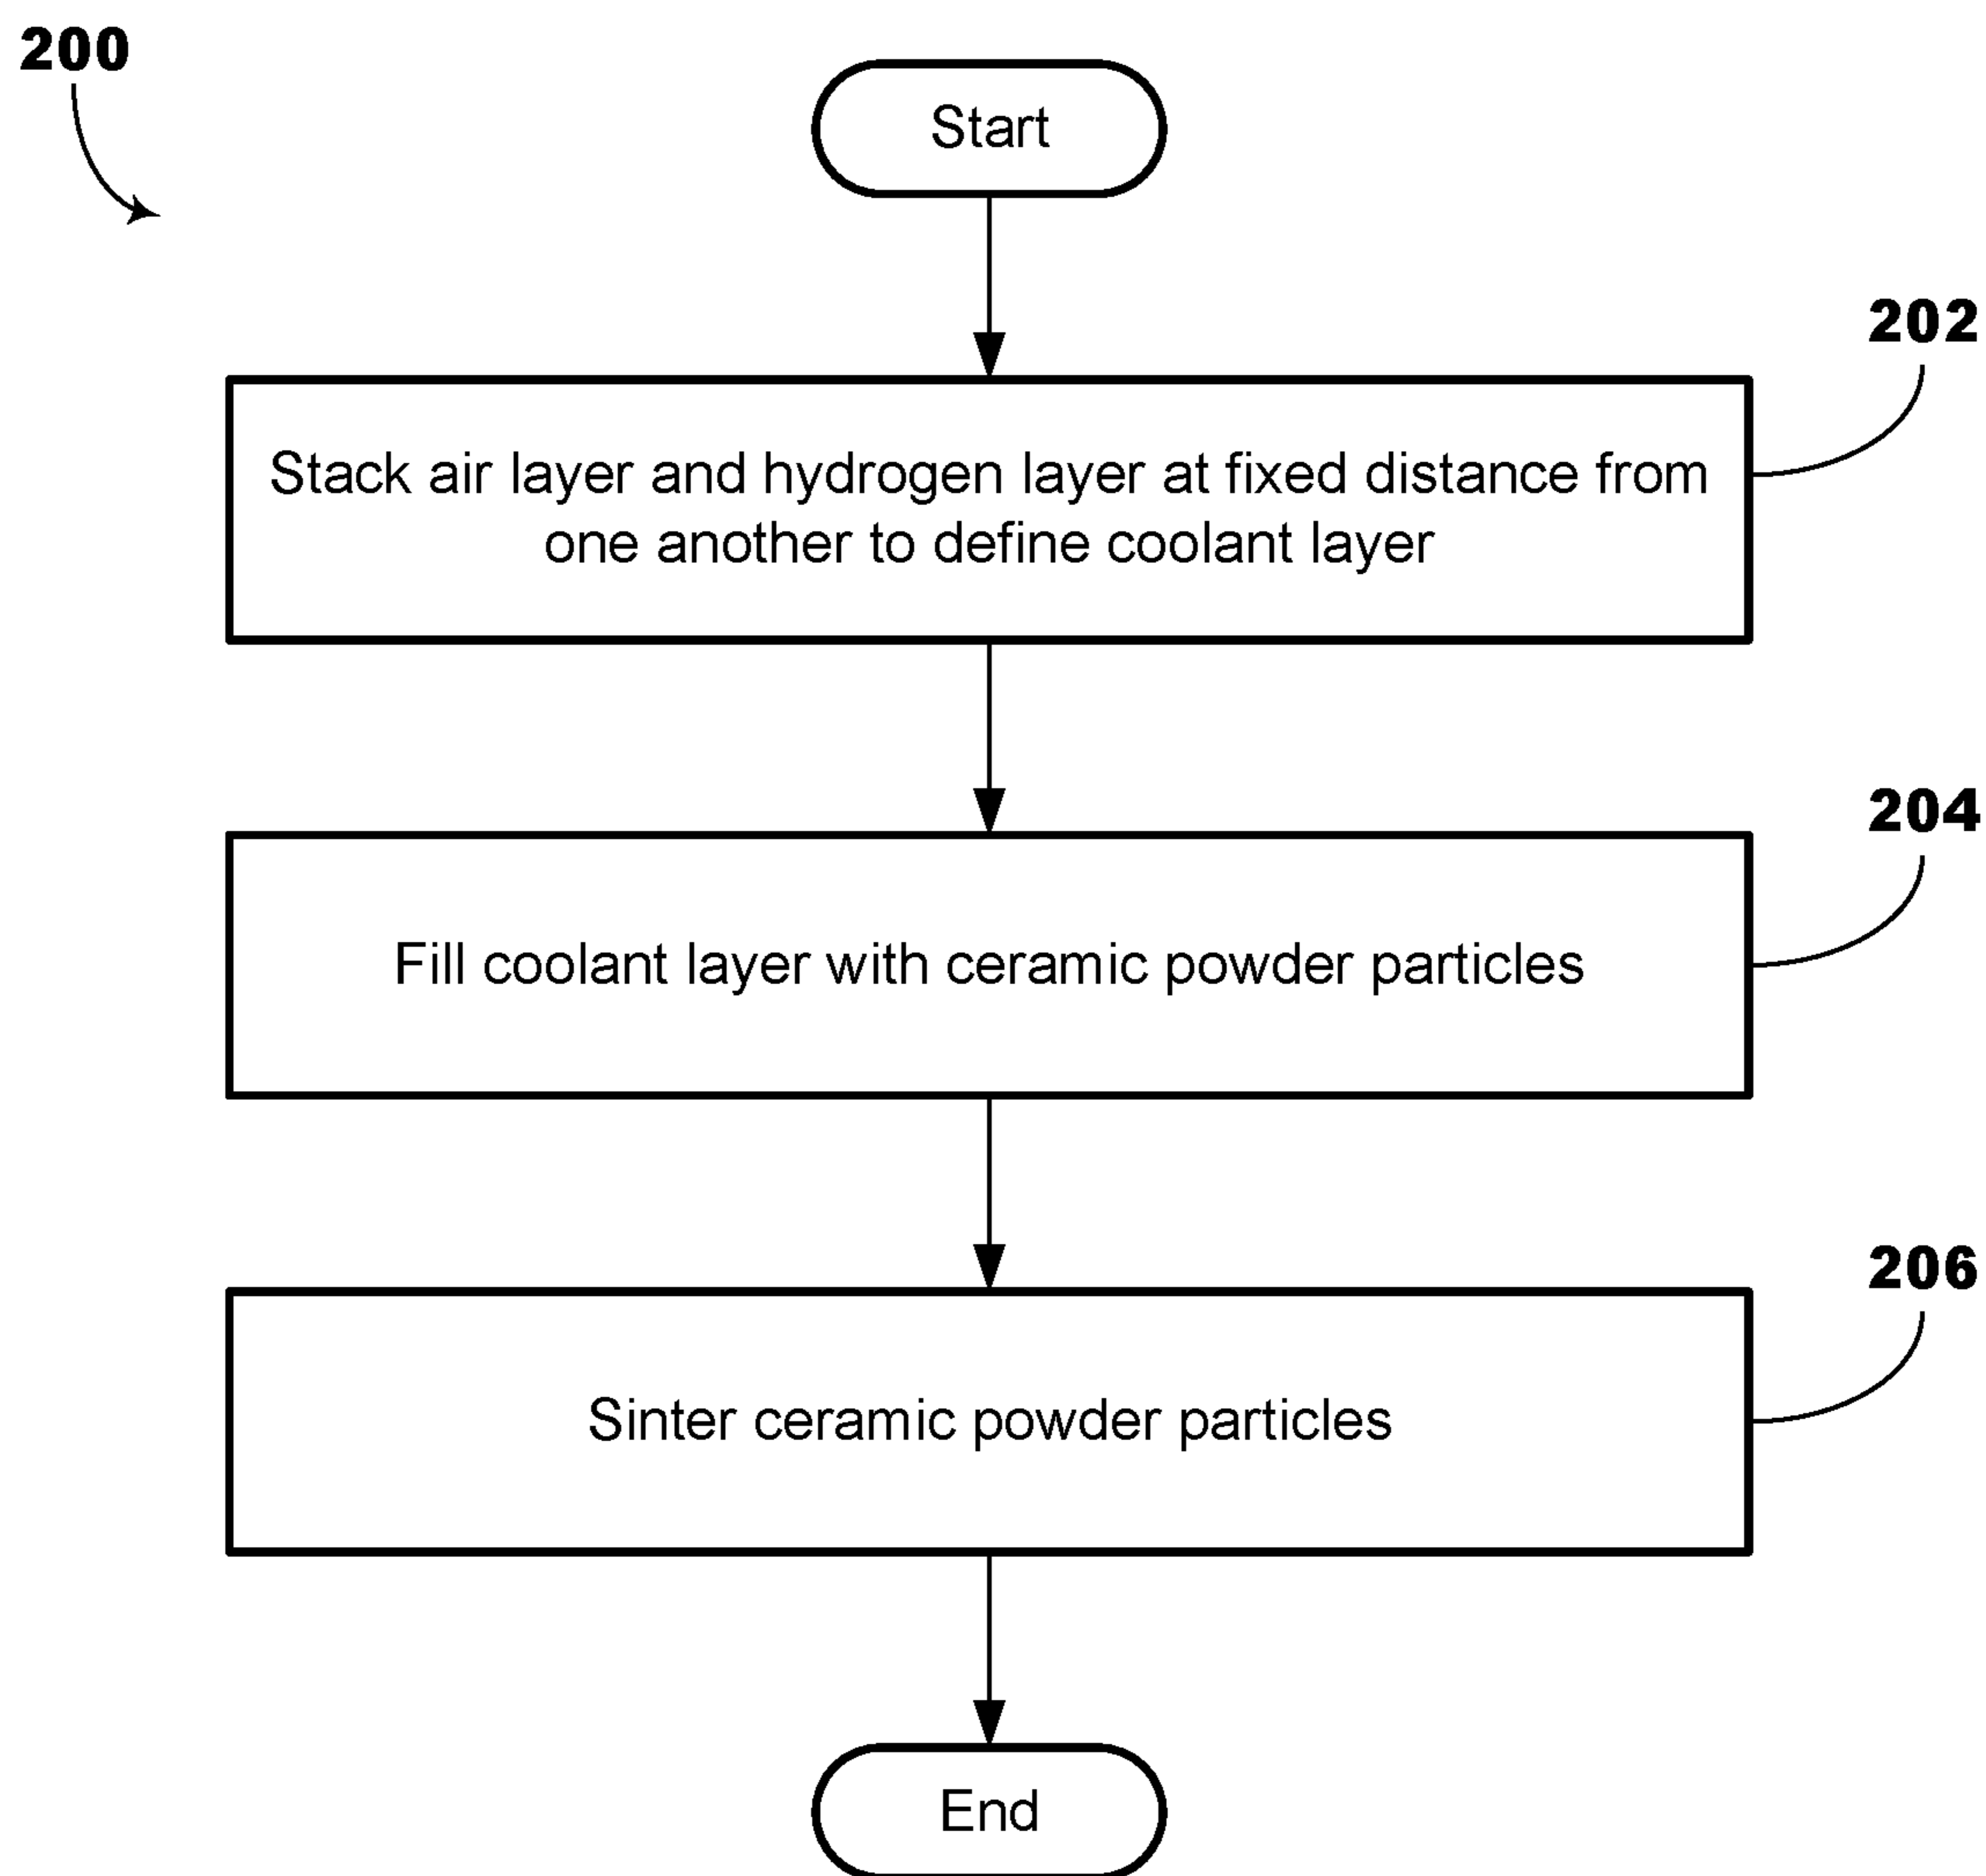 200
Start
202
Stack air layer and hydrogen layer at fixed distance from
one another to define coolant layer
204
Fill coolant layer with ceramic powder particles
206
Sinter ceramic powder particles
End